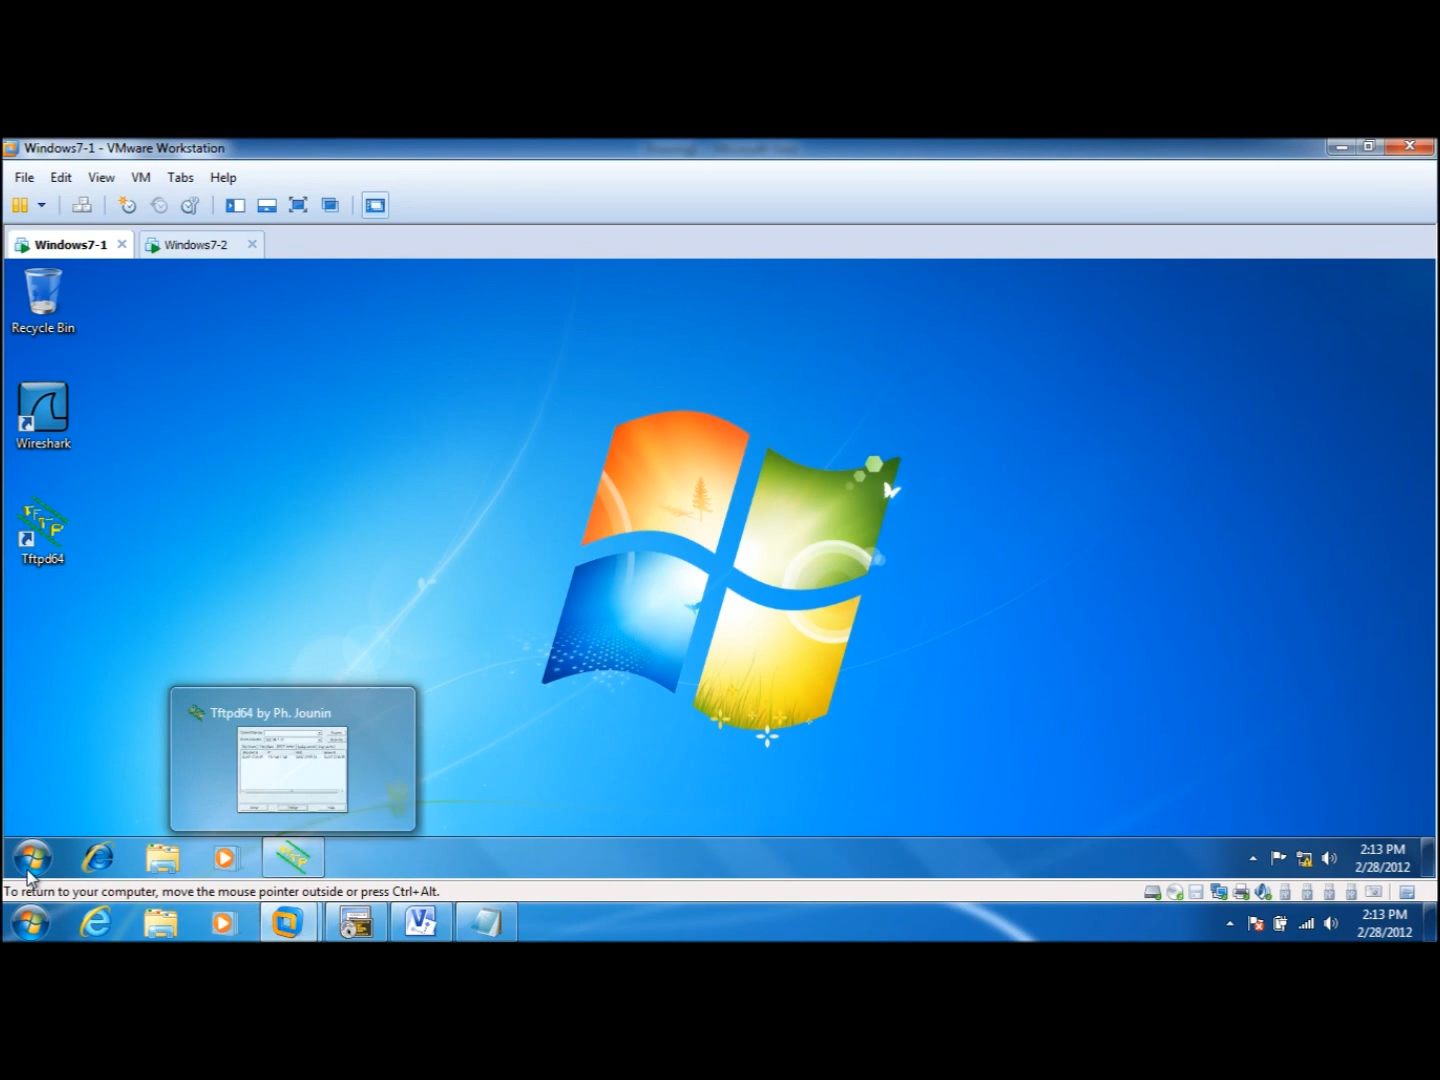 Windows7-1 - VMware Workstation
File Edit View VM Tabs Help
Windows7-1 Windows7-2
Recycle Bin
Wireshark
TFTP
Tftpd64
Tftpd64 by Ph. Jounin
2:13 PM
2/28/2012
To return to your computer, move the mouse pointer outside or press Ctrl+Alt.
2:13 PM
2/28/2012